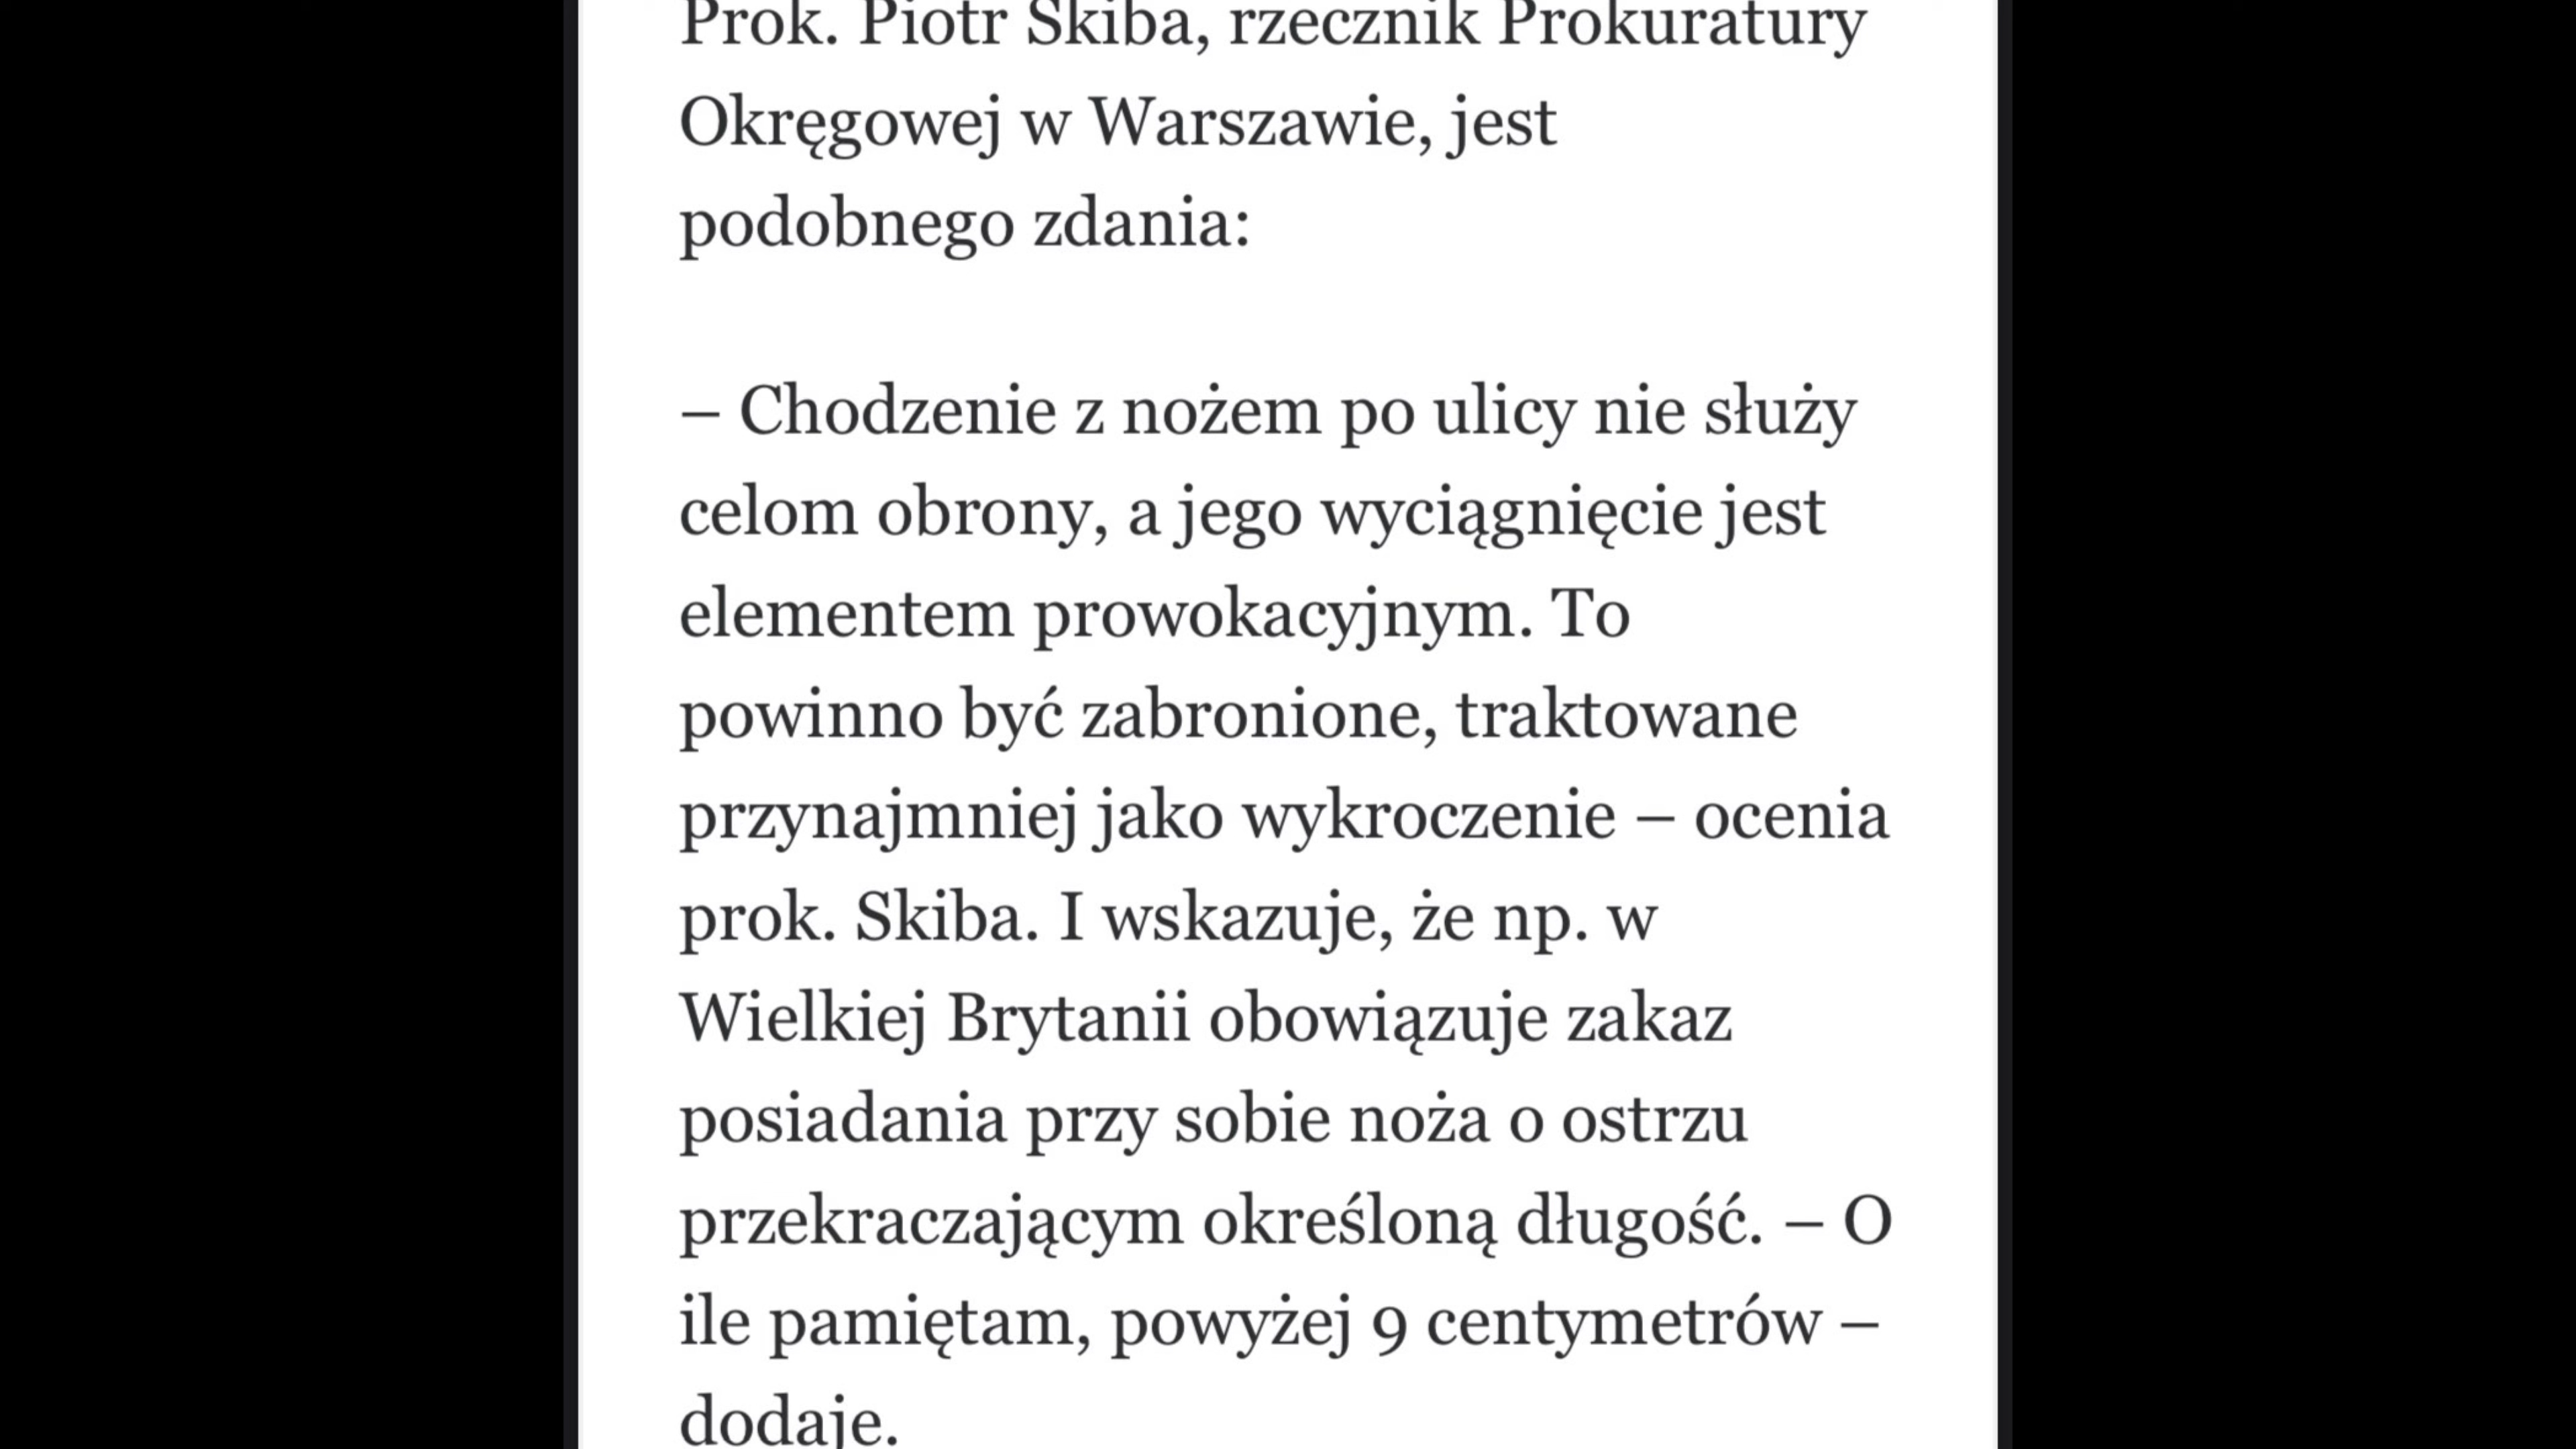 Prok. Piotr Skiba, rzecznik Prokuratury
Okręgowej w Warszawie, jest
podobnego zdania:
– Chodzenie z nożem po ulicy nie służy
celom obrony, a jego wyciągnięcie jest
elementem prowokacyjnym. To
powinno być zabronione, traktowane
przynajmniej jako wykroczenie – ocenia
prok. Skiba. I wskazuje, że np. w
Wielkiej Brytanii obowiązuje zakaz
posiadania przy sobie noża o ostrzu
przekraczającym określoną długość. – O
ile pamiętam, powyżej 9 centymetrów –
dodaje.